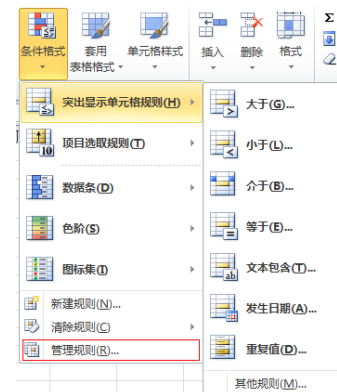 条件格式 套用 单元格样式 插入 删除 格式 Σ
表格格式
突出显示单元格规则(H)
项目选取规则(T)
数据条(D)
色阶(S)
图标集(I)
新建规则(N)...
清除规则(C)
管理规则(R)...
大于(G)...
小于(L)...
介于(B)...
等于(E)...
文本包含(T)...
发生日期(A)...
重复值(D)...
其他规则(M)...